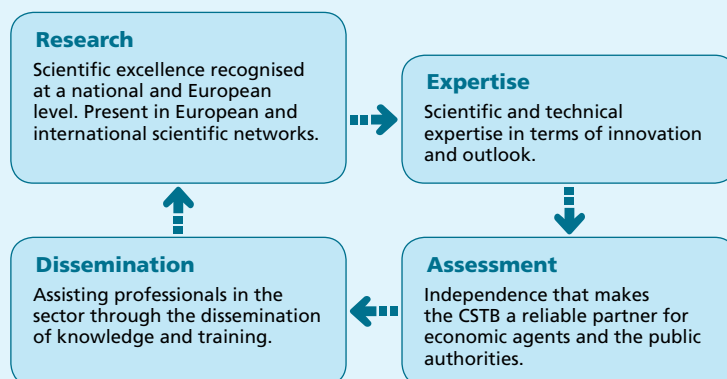 Research
Scientific excellence recognised
at a national and European
level. Present in European and
international scientific networks.
Expertise
Scientific and technical
expertise in terms of innovation
and outlook.
Assessment
Independence that makes
the CSTB a reliable partner for
economic agents and the public
authorities.
Dissemination
Assisting professionals in the
sector through the dissemination
of knowledge and training.